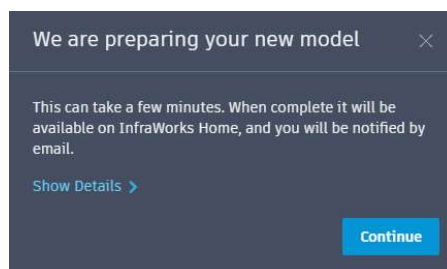 We are preparing your new model
This can take a few minutes. When complete it will be
available on InfraWorks Home, and you will be notified by
email.
Show Details
Continue